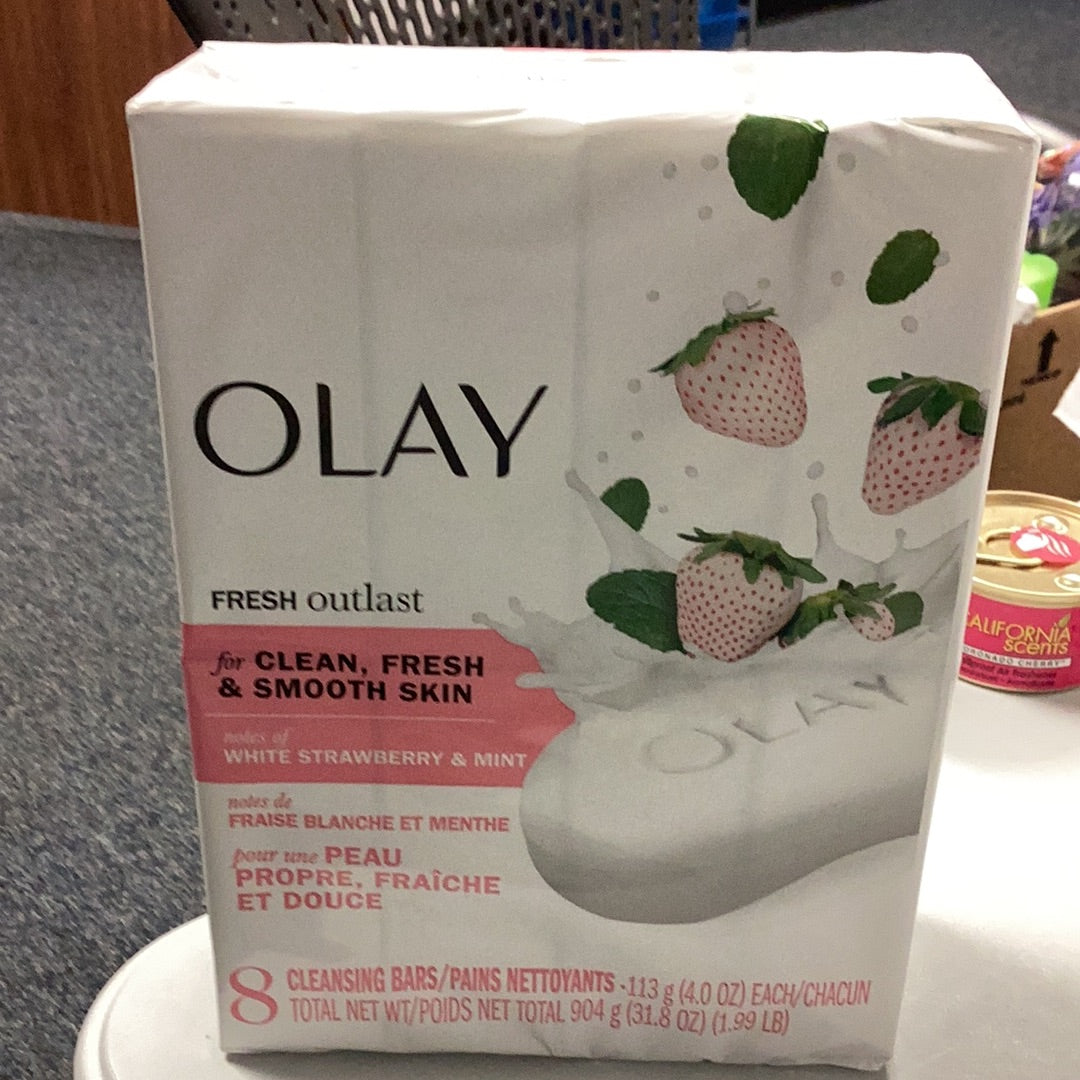 OLAY
FRESH outlast
for CLEAN, FRESH
& SMOOTH SKIN
notes of
WHITE STRAWBERRY & MINT
notes de
FRAISE BLANCHE ET MENTHE
pour une PEAU
PROPRE, FRAÎCHE
ET DOUCE
OLAY
8 CLEANSING BARS/PAINS NETTOYANTS • 113 g (4.0 OZ) EACH/CHACUN
TOTAL NET WT/POIDS NET TOTAL 904 g (31.8 OZ) (1.99 LB)
CALIFORNIA
Scents
CORONADO CHERRY